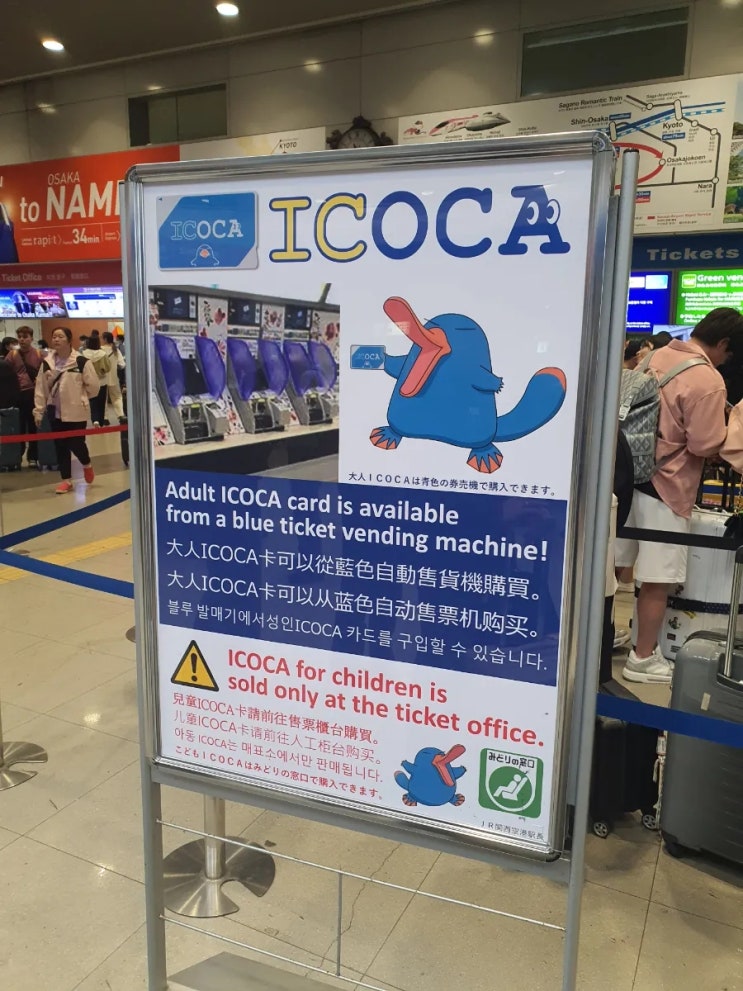 OSAKA
to NAM
rapi:t
34min
KYOTO
Sagano Romantic Train
Shin-Osaka
Kyoto
Osakajokoen
Nara
Ticket Office
Tickets
Green
ICOCA
ICOCA
ICOCA
大人ICOCAは青色の券売機で購入できます。
Adult ICOCA card is available
from a blue ticket vending machine!
大人ICOCA卡可以從藍色自動售貨機購買。
大人ICOCA卡可以从蓝色自动售票机购买。
블루 발매기에서성인ICOCA 카드를 구입할 수 있습니다.
ICOCA for children is
sold only at the ticket office.
兒童ICOCA卡請前往售票櫃台購買。
儿童ICOCA卡请前往人工柜台购买。
아동 ICOCA는 매표소에서만 판매됩니다.
こどもICOCAはみどりの窓口で購入できます。
みどりの窓口
JR関西空港駅長